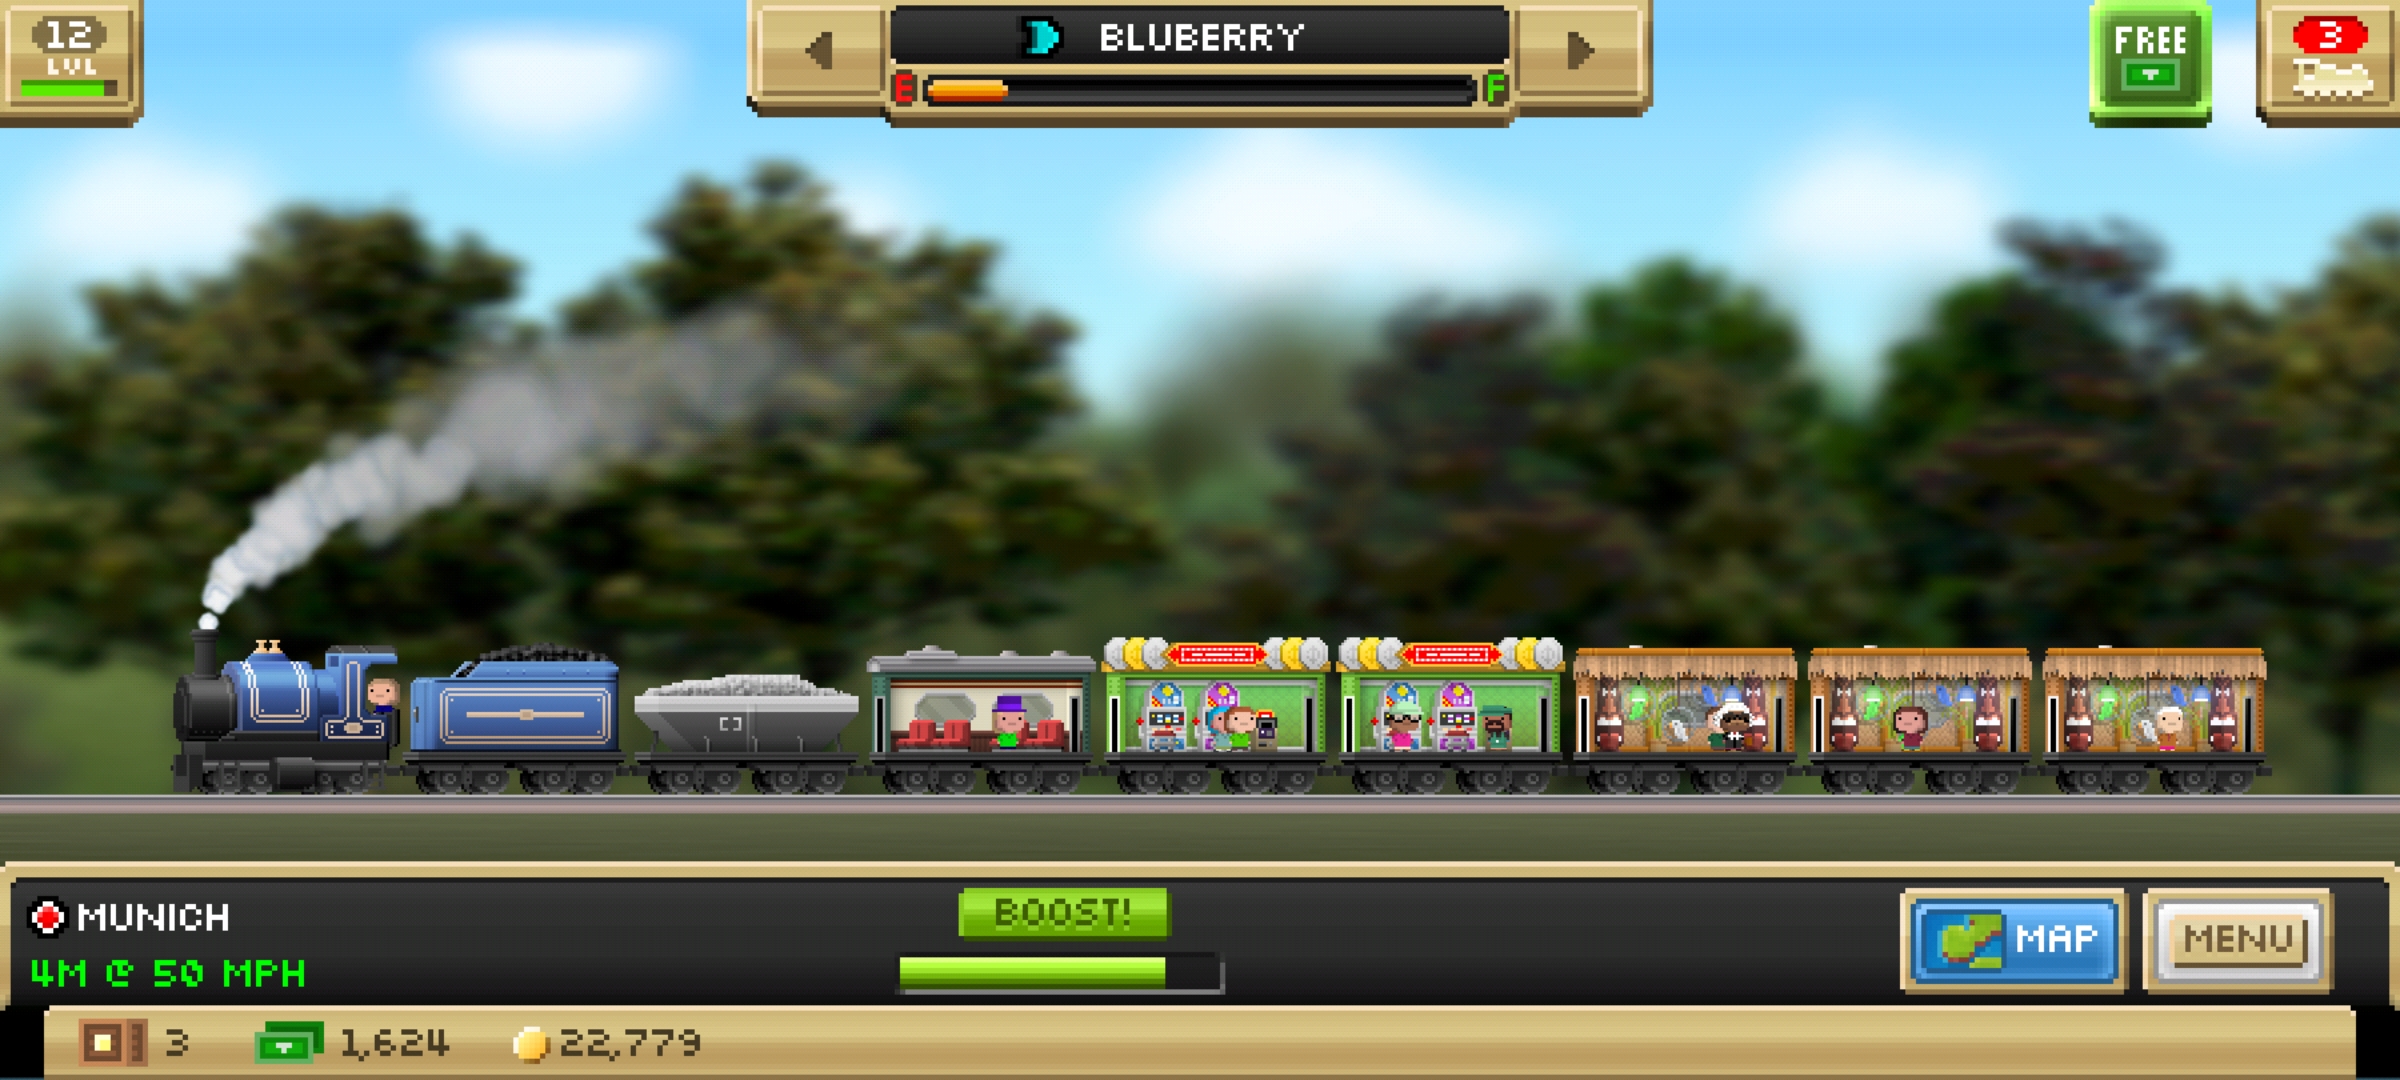 12
LVL
BLUBERRY
E
F
FREE
3
MUNICH
4M @ 50 MPH
BOOST!
MAP
MENU
3
1,624
22,779